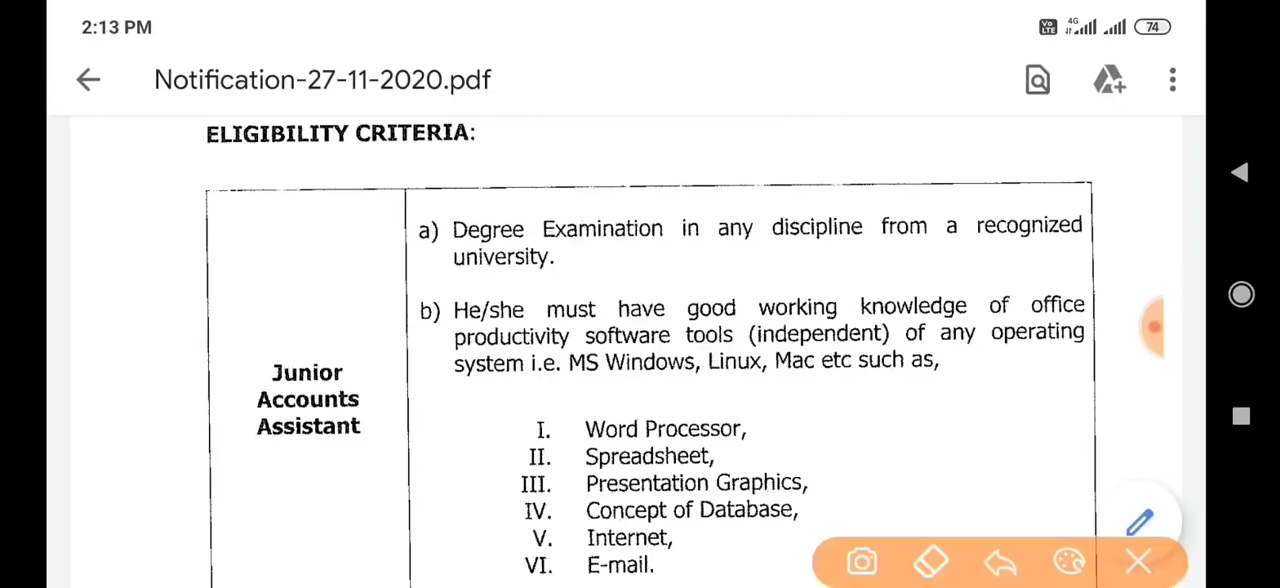 2:13 PM
Vo LTE 4G 74
Notification-27-11-2020.pdf
ELIGIBILITY CRITERIA:
a) Degree Examination in any discipline from a recognized
university.
b) He/she must have good working knowledge of office
productivity software tools (independent) of any operating
system i.e. MS Windows, Linux, Mac etc such as,
Junior
Accounts
Assistant
I. Word Processor,
II. Spreadsheet,
III. Presentation Graphics,
IV. Concept of Database,
V. Internet,
VI. E-mail.